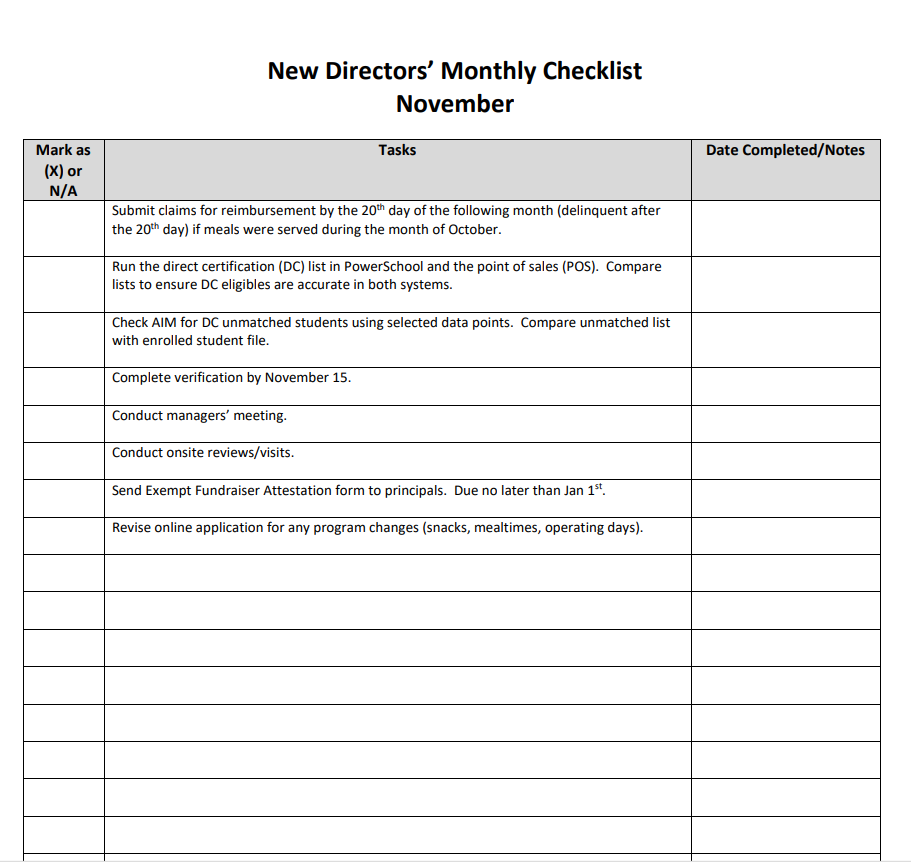 New Directors’ Monthly Checklist
November
Mark as
(X) or
N/A
Tasks
Date Completed/Notes
Submit claims for reimbursement by the 20th day of the following month (delinquent after
the 20th day) if meals were served during the month of October.
Run the direct certification (DC) list in PowerSchool and the point of sales (POS).  Compare
lists to ensure DC eligibles are accurate in both systems.
Check AIM for DC unmatched students using selected data points.  Compare unmatched list
with enrolled student file.
Complete verification by November 15.
Conduct managers’ meeting.
Conduct onsite reviews/visits.
Send Exempt Fundraiser Attestation form to principals.  Due no later than Jan 1st.
Revise online application for any program changes (snacks, mealtimes, operating days).